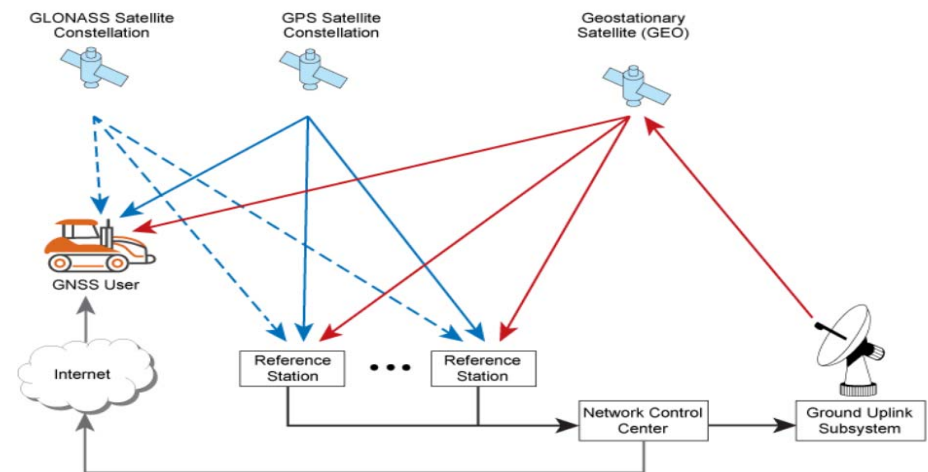 GLONASS Satellite
Constellation
GPS Satellite
Constellation
Geostationary
Satellite (GEO)
GNSS User
Internet
Reference
Station
Reference
Station
Network Control
Center
Ground Uplink
Subsystem